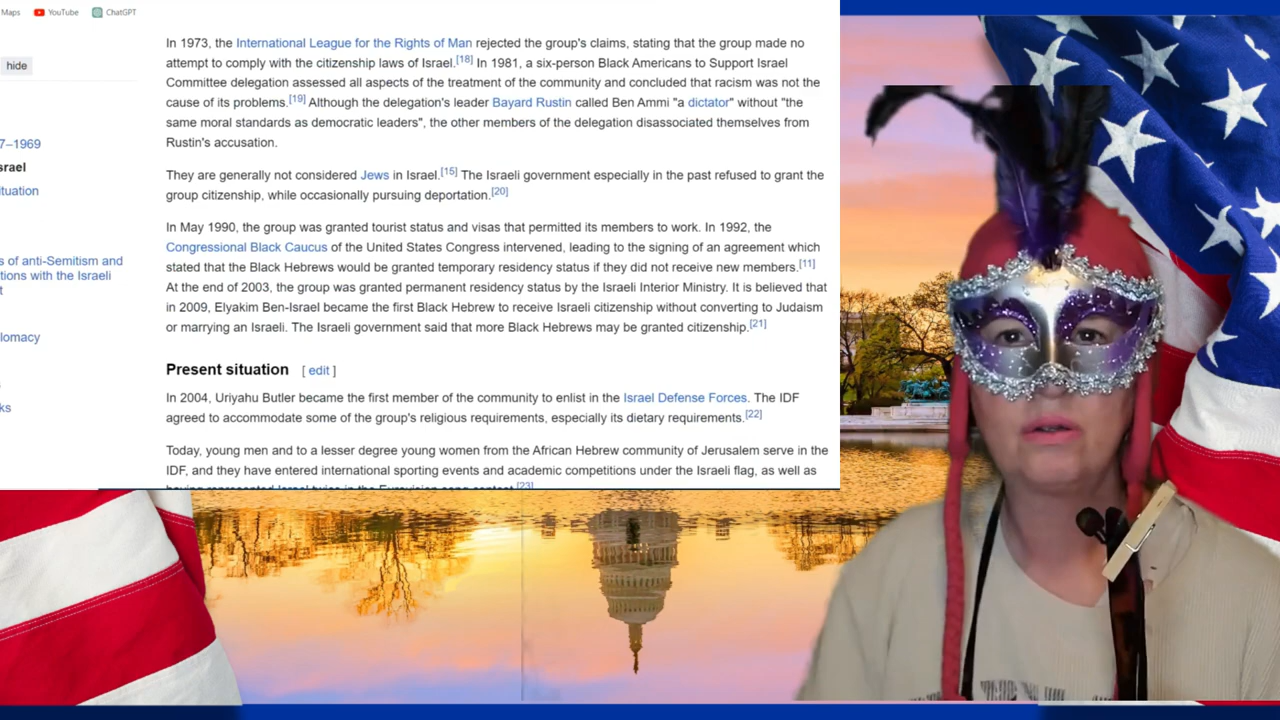 Maps YouTube ChatGPT
hide
7–1969
srael
ituation
s of anti-Semitism and
tions with the Israeli
t
lomacy
s
ks
In 1973, the International League for the Rights of Man rejected the group's claims, stating that the group made no
attempt to comply with the citizenship laws of Israel.[18] In 1981, a six-person Black Americans to Support Israel
Committee delegation assessed all aspects of the treatment of the community and concluded that racism was not the
cause of its problems.[19] Although the delegation's leader Bayard Rustin called Ben Ammi "a dictator" without "the
same moral standards as democratic leaders", the other members of the delegation disassociated themselves from
Rustin's accusation.
They are generally not considered Jews in Israel.[15] The Israeli government especially in the past refused to grant the
group citizenship, while occasionally pursuing deportation.[20]
In May 1990, the group was granted tourist status and visas that permitted its members to work. In 1992, the
Congressional Black Caucus of the United States Congress intervened, leading to the signing of an agreement which
stated that the Black Hebrews would be granted temporary residency status if they did not receive new members.[11]
At the end of 2003, the group was granted permanent residency status by the Israeli Interior Ministry. It is believed that
in 2009, Elyakim Ben-Israel became the first Black Hebrew to receive Israeli citizenship without converting to Judaism
or marrying an Israeli. The Israeli government said that more Black Hebrews may be granted citizenship.[21]
Present situation [ edit ]
In 2004, Uriyahu Butler became the first member of the community to enlist in the Israel Defense Forces. The IDF
agreed to accommodate some of the group's religious requirements, especially its dietary requirements.[22]
Today, young men and to a lesser degree young women from the African Hebrew community of Jerusalem serve in the
IDF, and they have entered international sporting events and academic competitions under the Israeli flag, as well as
having represented Israel twice in the Eurovision song contest.[23]